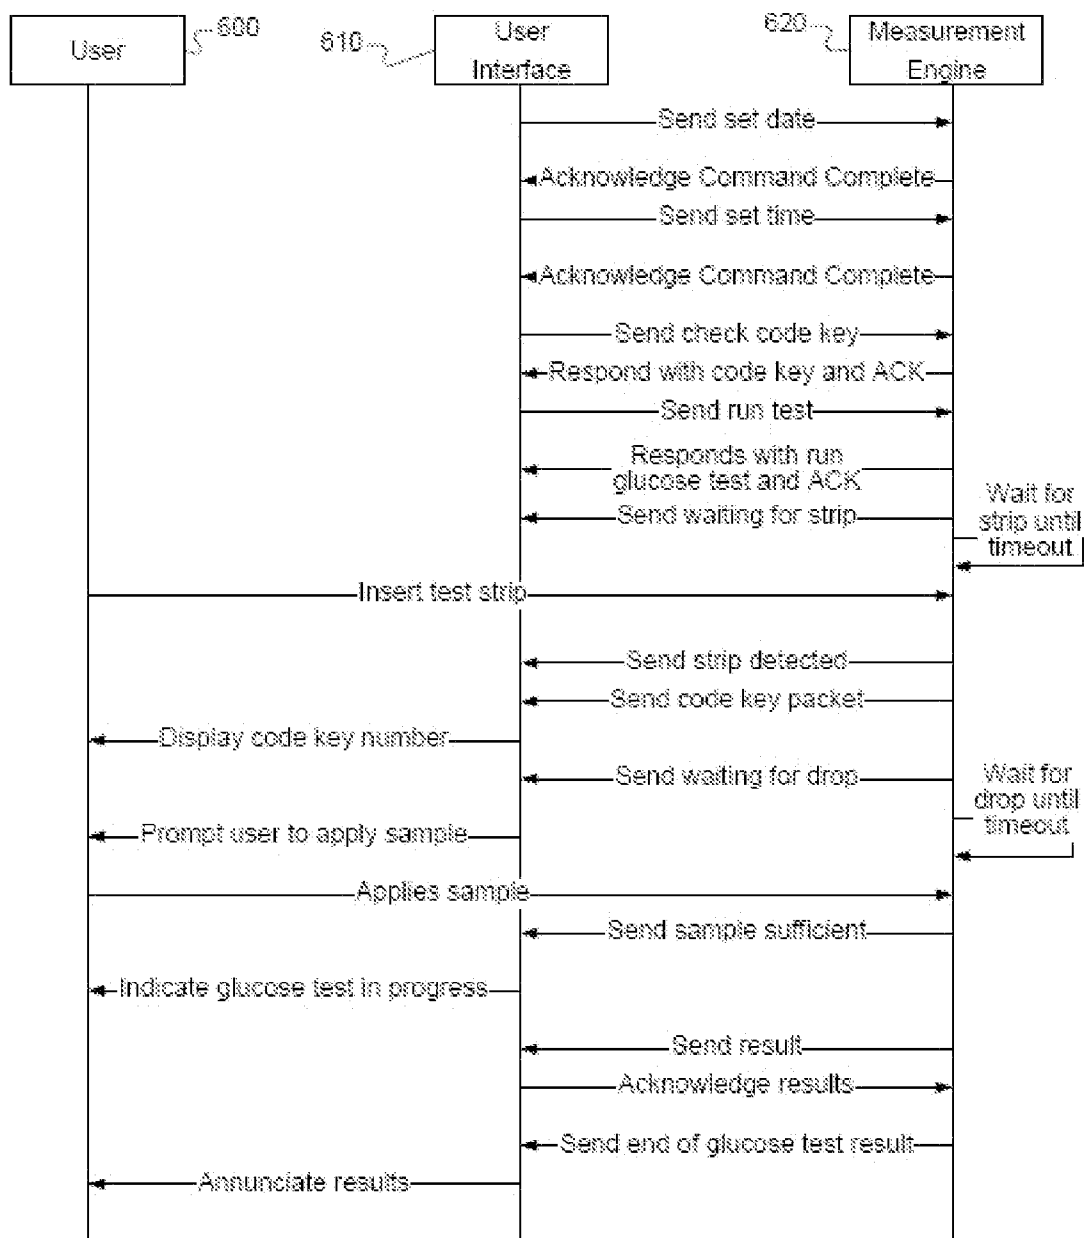 User
600
610
User
Interface
620
Measurement
Engine
Send set date
Acknowledge Command Complete
Send set time
Acknowledge Command Complete
Send check code key
Respond with code key and ACK
Send run test
Responds with run
glucose test and ACK
Send waiting for strip
Wait for
strip until
timeout
Insert test strip
Send strip detected
Send code key packet
Display code key number
Send waiting for drop
Wait for
drop until
timeout
Prompt user to apply sample
Applies sample
Send sample sufficient
Indicate glucose test in progress
Send result
Acknowledge results
Send end of glucose test result
Annunciate results